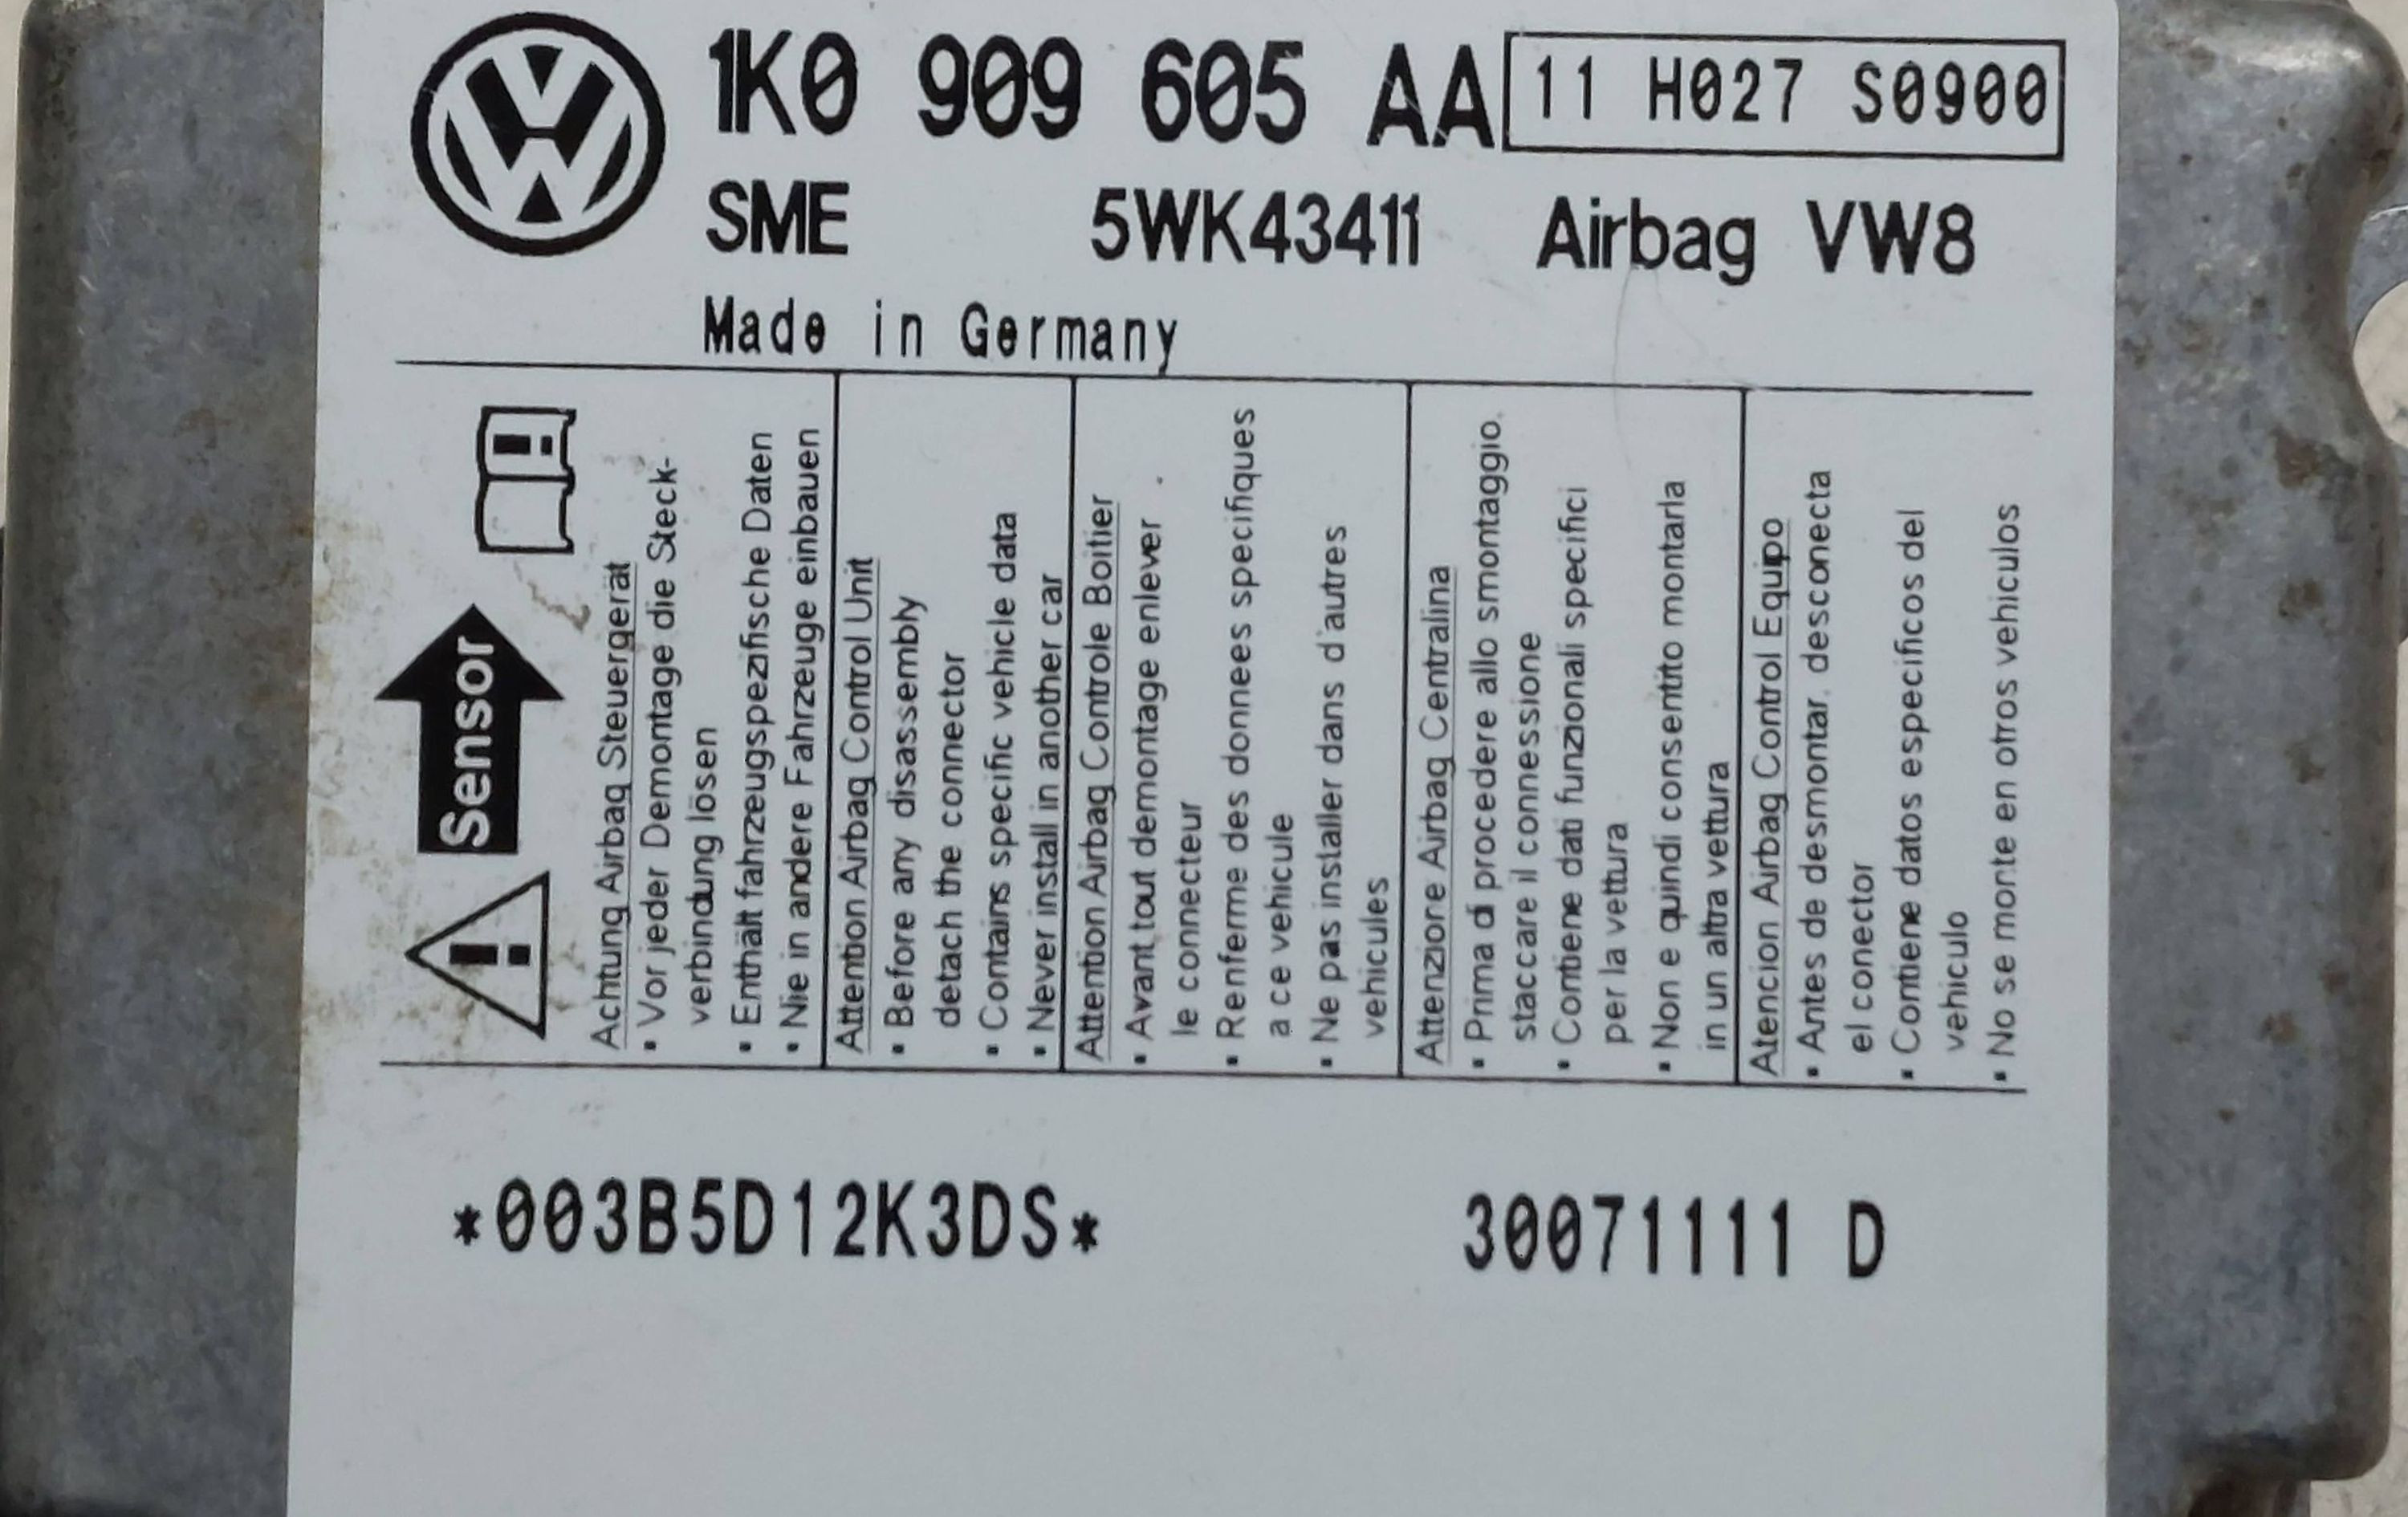 1K0 909 605 AA 11 H027 S0900
SME 5WK43411 Airbag VW8
Made in Germany
Sensor
Achtung Airbag Steuergerät
• Vor jeder Demontage die Steck-
verbindung lösen
• Enthält fahrzeugspezifische Daten
• Nie in andere Fahrzeuge einbauen
Attention Airbag Control Unit
• Before any disassembly
detach the connector
• Contains specific vehicle data
• Never install in another car
Attention Airbag Controle Boitier
• Avant tout demontage enlever
le connecteur
• Renferme des donnees specifiques
a ce vehicule
• Ne pas installer dans d'autres
vehicules
Attenzione Airbag Centralina
• Prima di procedere allo smontaggio.
staccare il connessione
• Contiene dati funzionali specifici
per la vettura
• Non e quindi consentito montarla
in un altra vettura
Atencion Airbag Control Equipo
• Antes de desmontar, desconecta
el conector
• Contiene datos especificos del
vehiculo
• No se monte en otros vehiculos
*003B5D12K3DS* 30071111 D